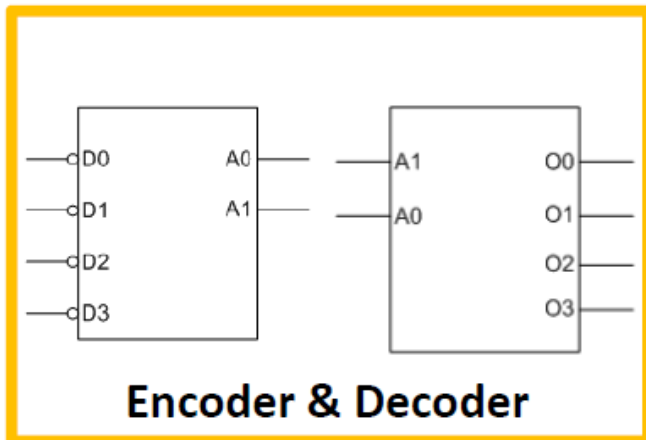 D0 A0
D1 A1
D2
D3
A1 O0
A0 O1
O2
O3
Encoder & Decoder